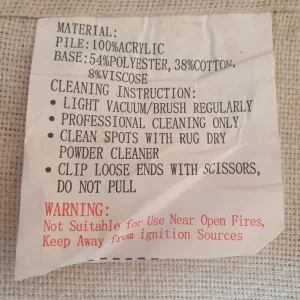 MATERIAL:
PILE:100%ACRYLIC
BASE:54%POLYESTER, 38%COTTON,
8%VISCOSE
CLEANING INSTRUCTION:
• LIGHT VACUUM/BRUSH REGULARLY
• PROFESSIONAL CLEANING ONLY
• CLEAN SPOTS WITH RUG DRY
POWDER CLEANER
• CLIP LOOSE ENDS WITH SCISSORS,
DO NOT PULL
WARNING:
Not Suitable for Use Near Open Fires,
Keep Away from ignition Sources